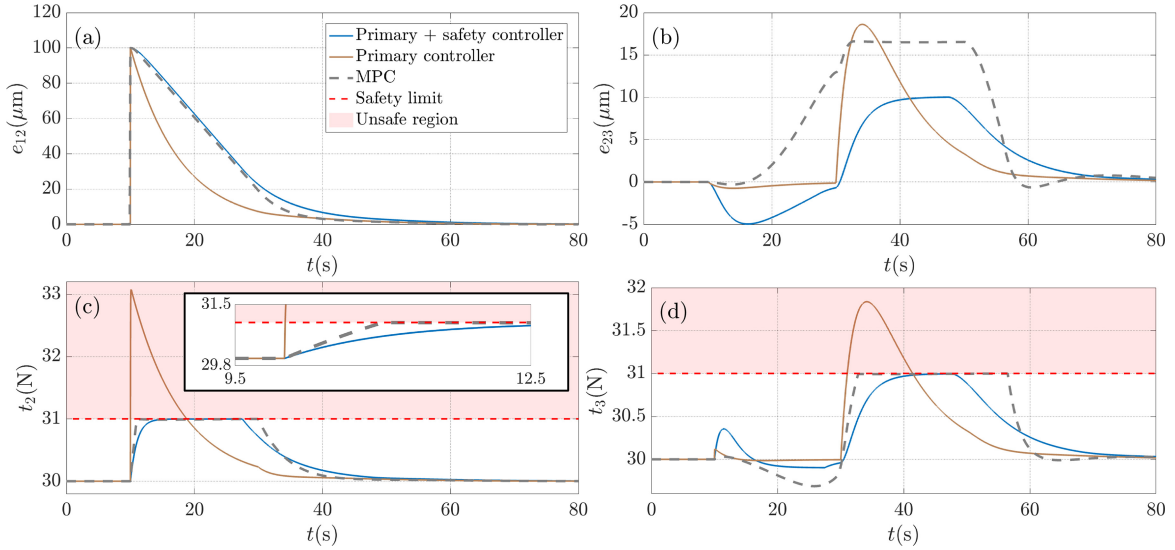 120
100
80
60
40
20
0
e12(μm)
(a)
Primary + safety controller
Primary controller
MPC
Safety limit
Unsafe region
0 20 40 60 80
t(s)
20
15
10
5
0
-5
e23(μm)
(b)
0 20 40 60 80
t(s)
33
32
31
30
t2(N)
(c)
31.5
29.8
9.5 12.5
0 20 40 60 80
t(s)
32
31.5
31
30.5
30
t3(N)
(d)
0 20 40 60 80
t(s)